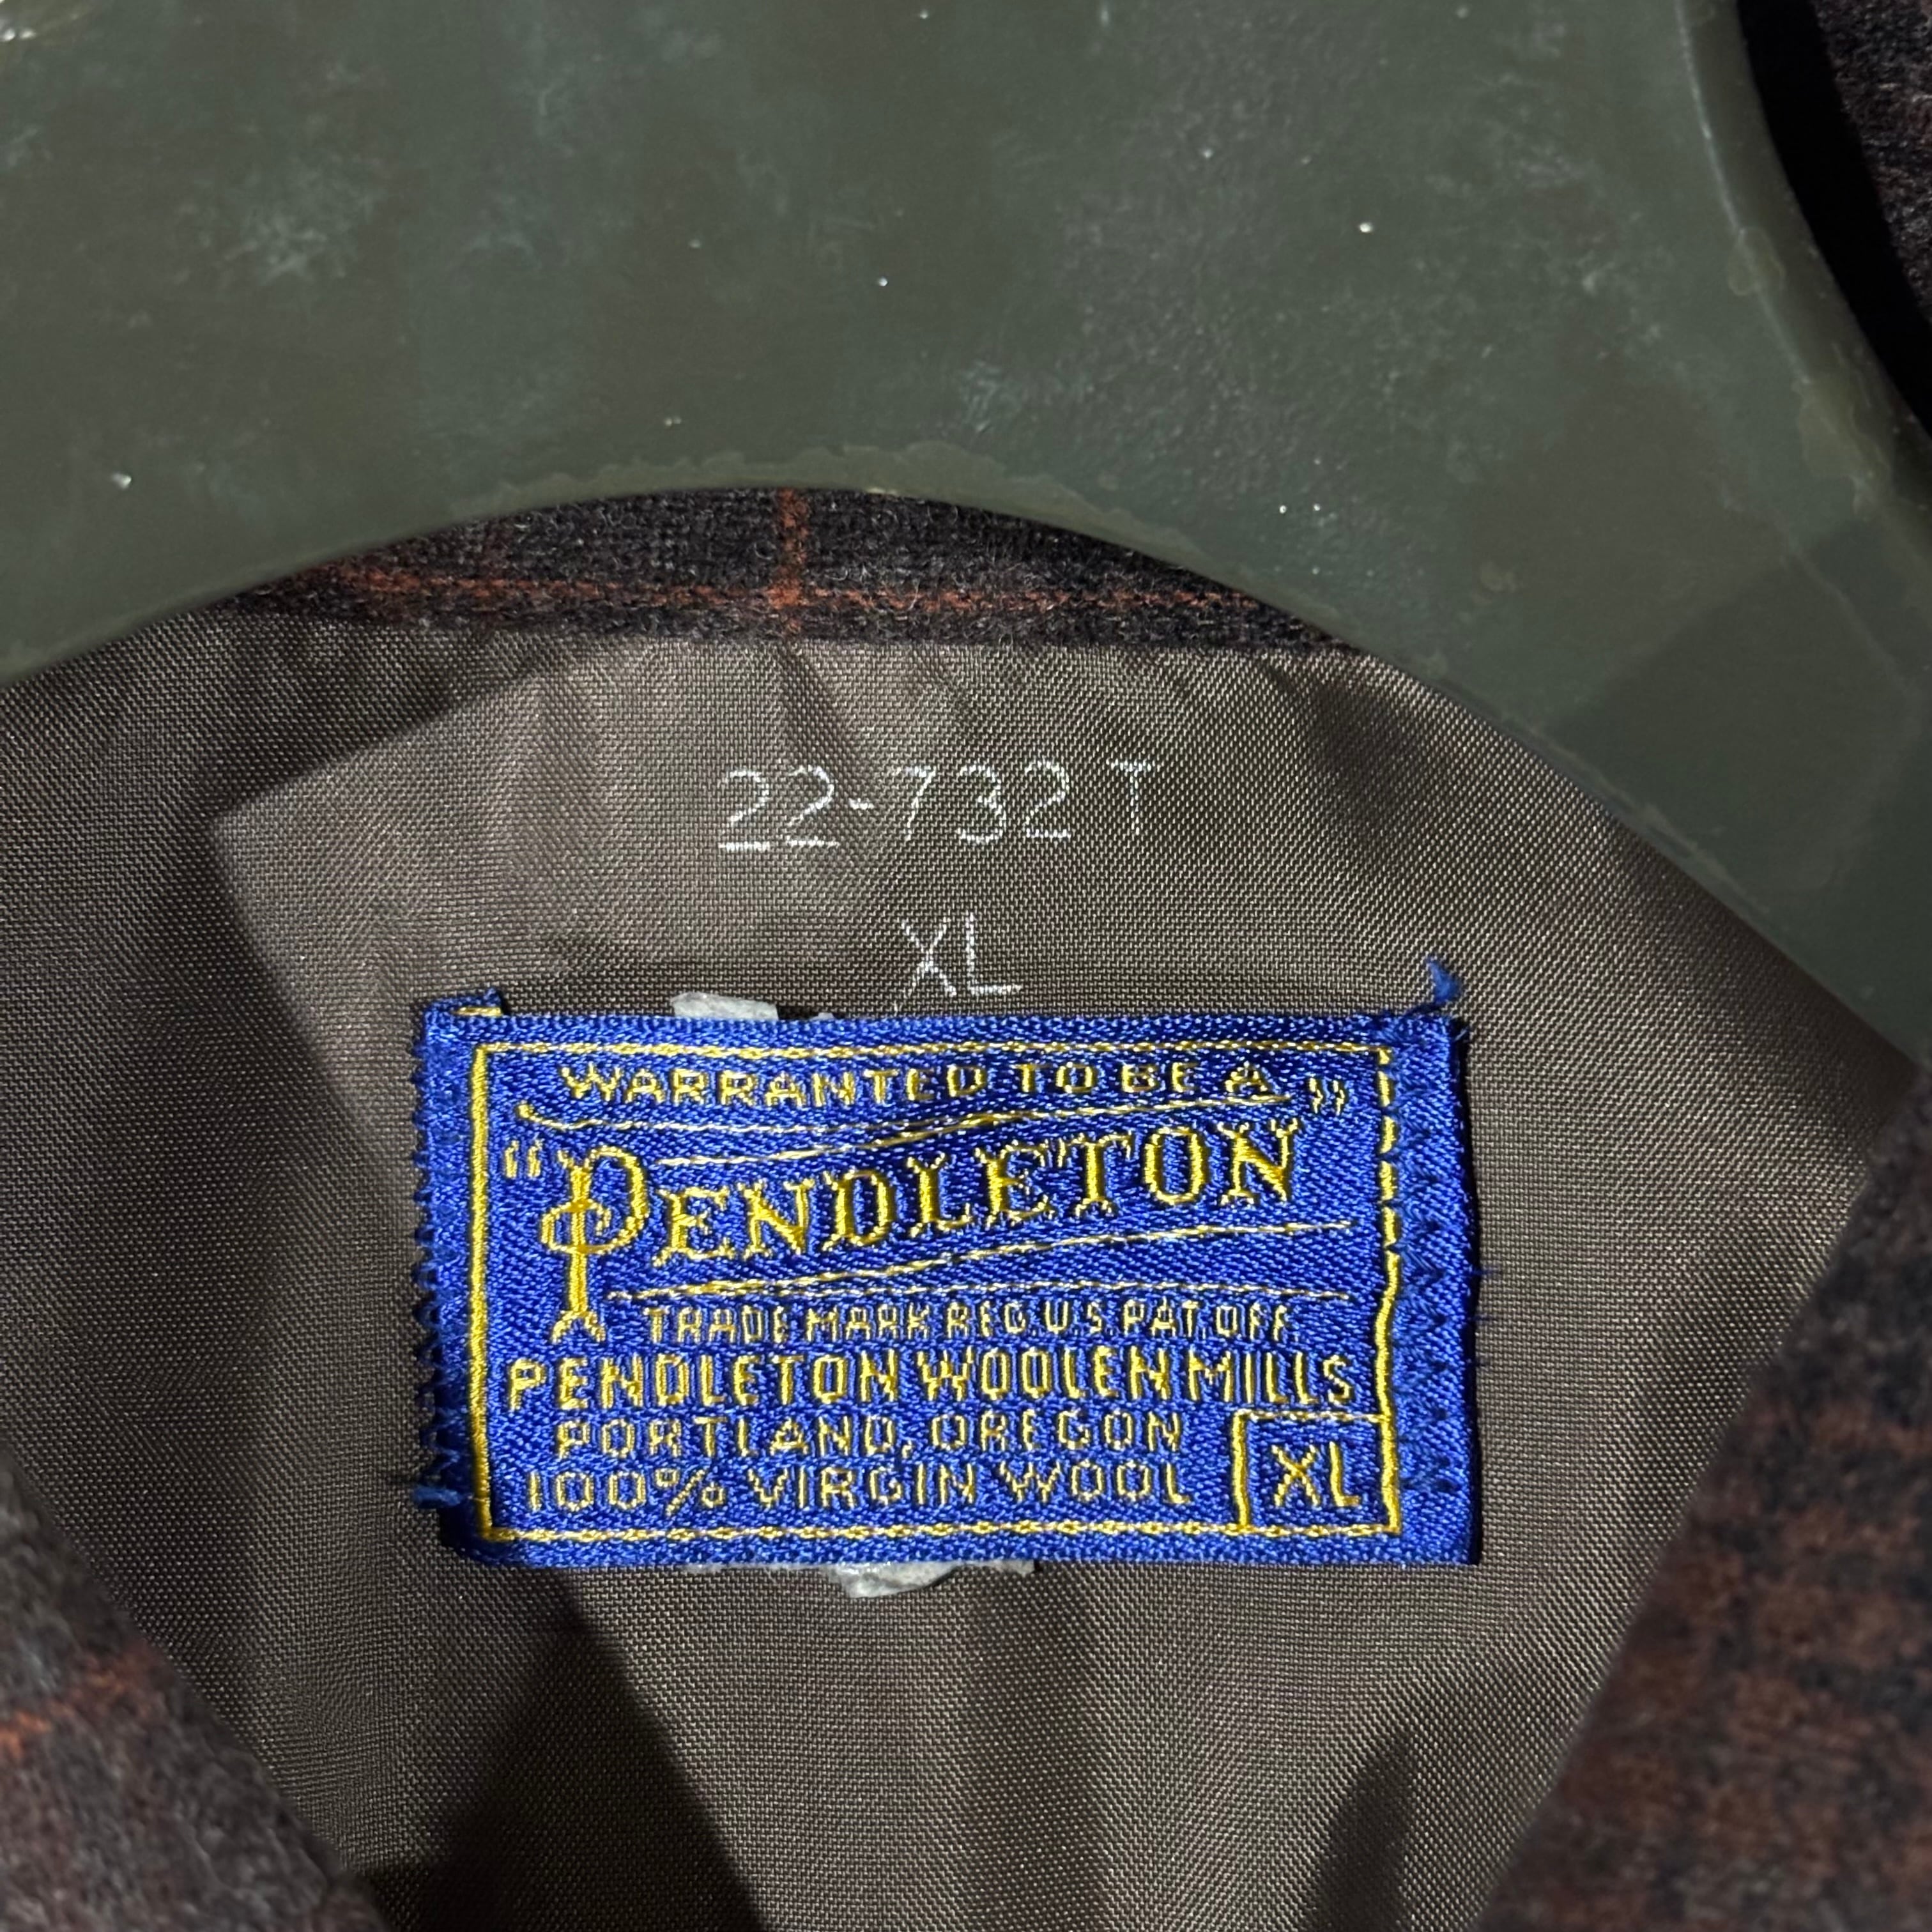 22-732 T
XL
WARRANTED TO BE A
"PENDLETON"
TRADE MARK REG. U.S. PAT. OFF.
PENDLETON WOOLEN MILLS
PORTLAND, OREGON
100% VIRGIN WOOL
XL